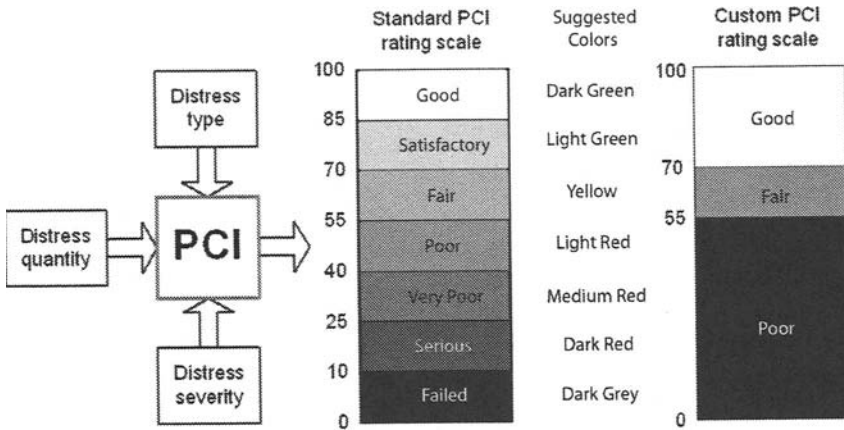 Distress
type
Distress
quantity
PCI
Distress
severity
Standard PCI
rating scale
100
85
70
55
40
25
10
0
Good
Satisfactory
Fair
Poor
Very Poor
Serious
Failed
Suggested
Colors
Dark Green
Light Green
Yellow
Light Red
Medium Red
Dark Red
Dark Grey
Custom PCI
rating scale
100
70
55
0
Good
Fair
Poor